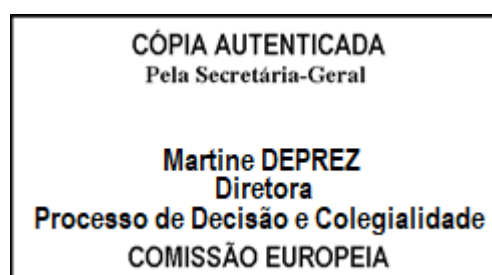 CÓPIA AUTENTICADA
Pela Secretária-Geral
Martine DEPREZ
Diretora
Processo de Decisão e Colegialidade
COMISSÃO EUROPEIA